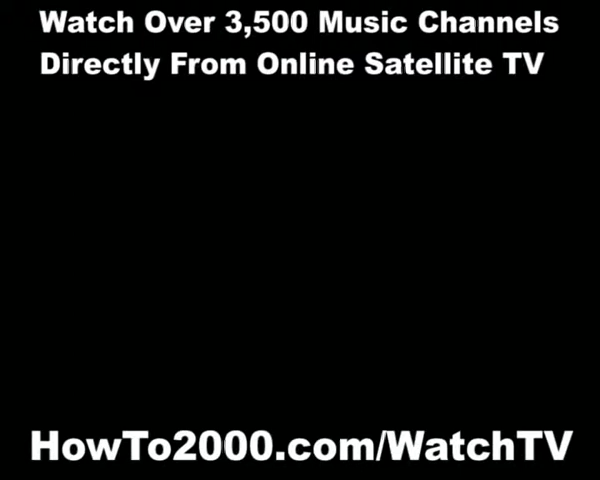 Watch Over 3,500 Music Channels
Directly From Online Satellite TV
HowTo2000.com/WatchTV